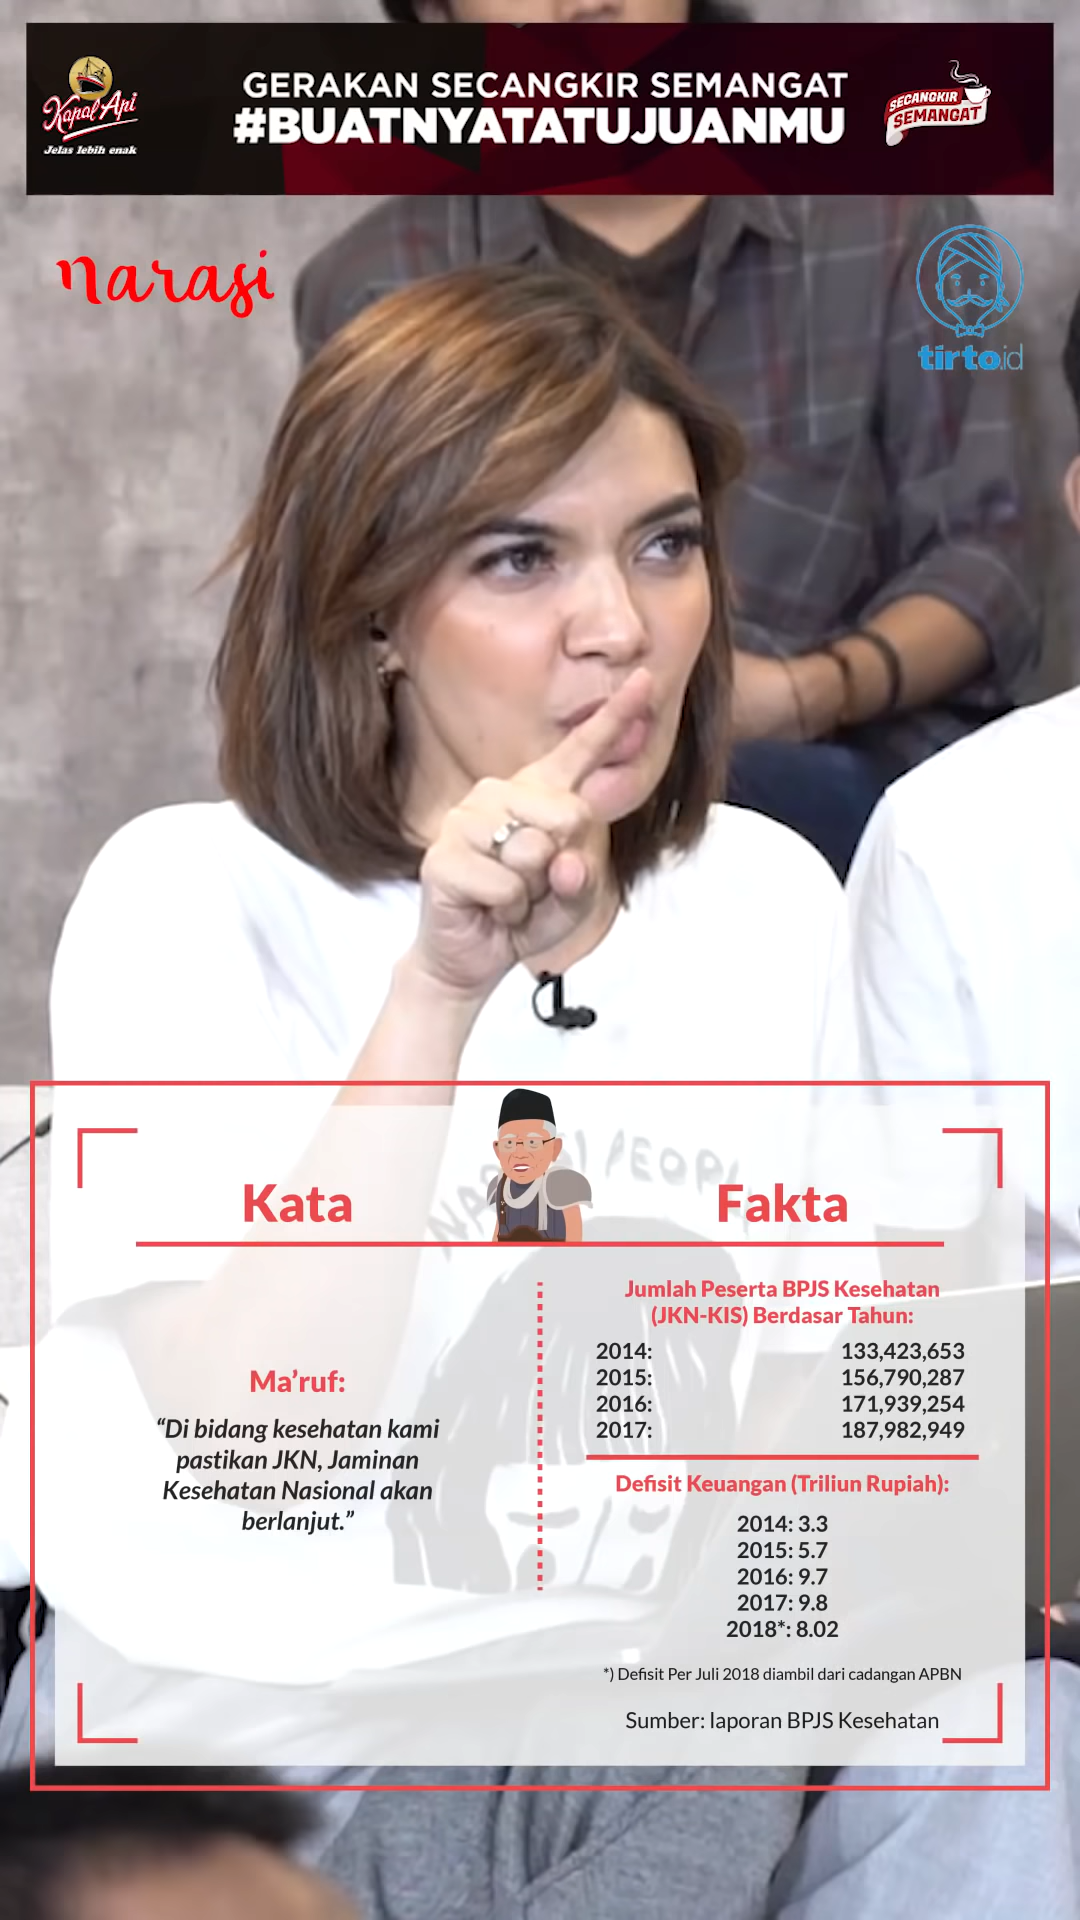 Kapal Api
Jelas lebih enak
GERAKAN SECANGKIR SEMANGAT
#BUATNYATATUJUANMU
SECANGKIR
SEMANGAT
narasi
tirto.id
Kata
Fakta
Ma'ruf:
“Di bidang kesehatan kami
pastikan JKN, Jaminan
Kesehatan Nasional akan
berlanjut.”
Jumlah Peserta BPJS Kesehatan
(JKN-KIS) Berdasar Tahun:
2014: 133,423,653
2015: 156,790,287
2016: 171,939,254
2017: 187,982,949
Defisit Keuangan (Triliun Rupiah):
2014: 3.3
2015: 5.7
2016: 9.7
2017: 9.8
2018*: 8.02
*) Defisit Per Juli 2018 diambil dari cadangan APBN
Sumber: laporan BPJS Kesehatan